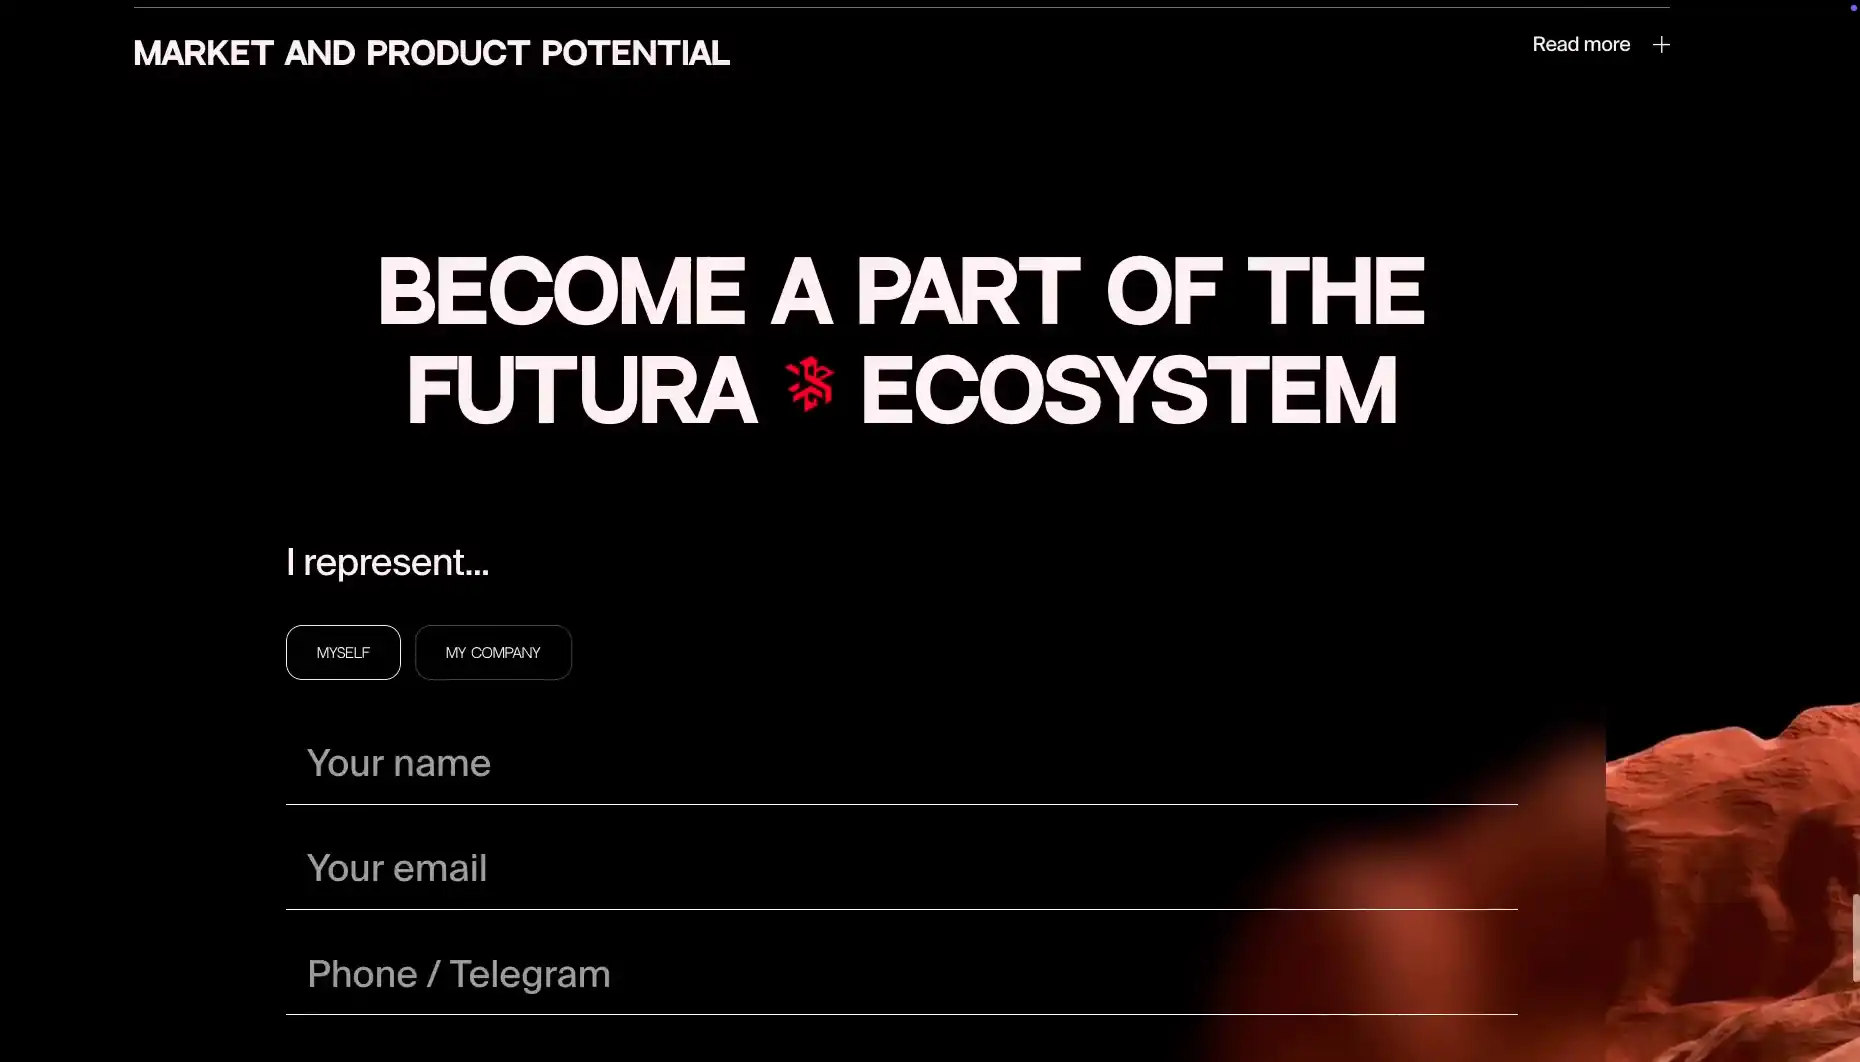 MARKET AND PRODUCT POTENTIAL
Read more
BECOME A PART OF THE
FUTURA ECOSYSTEM
I represent...
MYSELF
MY COMPANY
Your name
Your email
Phone / Telegram